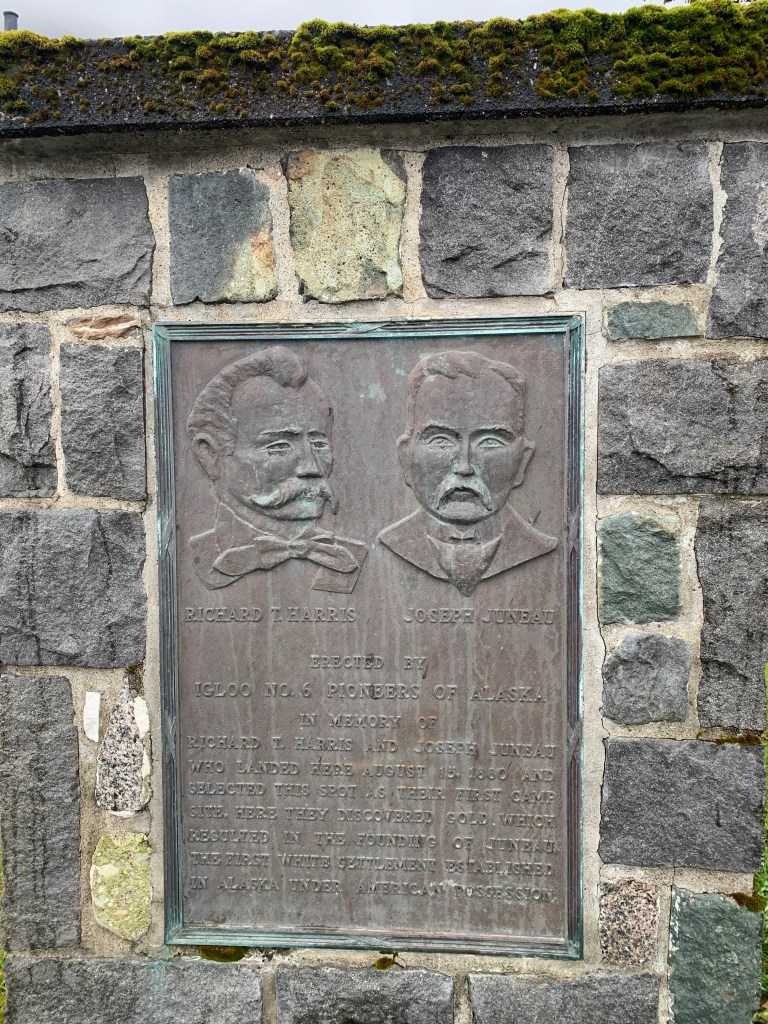 RICHARD T. HARRIS JOSEPH JUNEAU
ERECTED BY
IGLOO NO. 6 PIONEERS OF ALASKA
IN MEMORY OF
RICHARD T. HARRIS AND JOSEPH JUNEAU
WHO LANDED HERE AUGUST 15, 1880 AND
SELECTED THIS SPOT AS THEIR FIRST CAMP
SITE. HERE THEY DISCOVERED GOLD, WHICH
RESULTED IN THE FOUNDING OF JUNEAU,
THE FIRST WHITE SETTLEMENT ESTABLISHED
IN ALASKA UNDER AMERICAN POSSESSION.